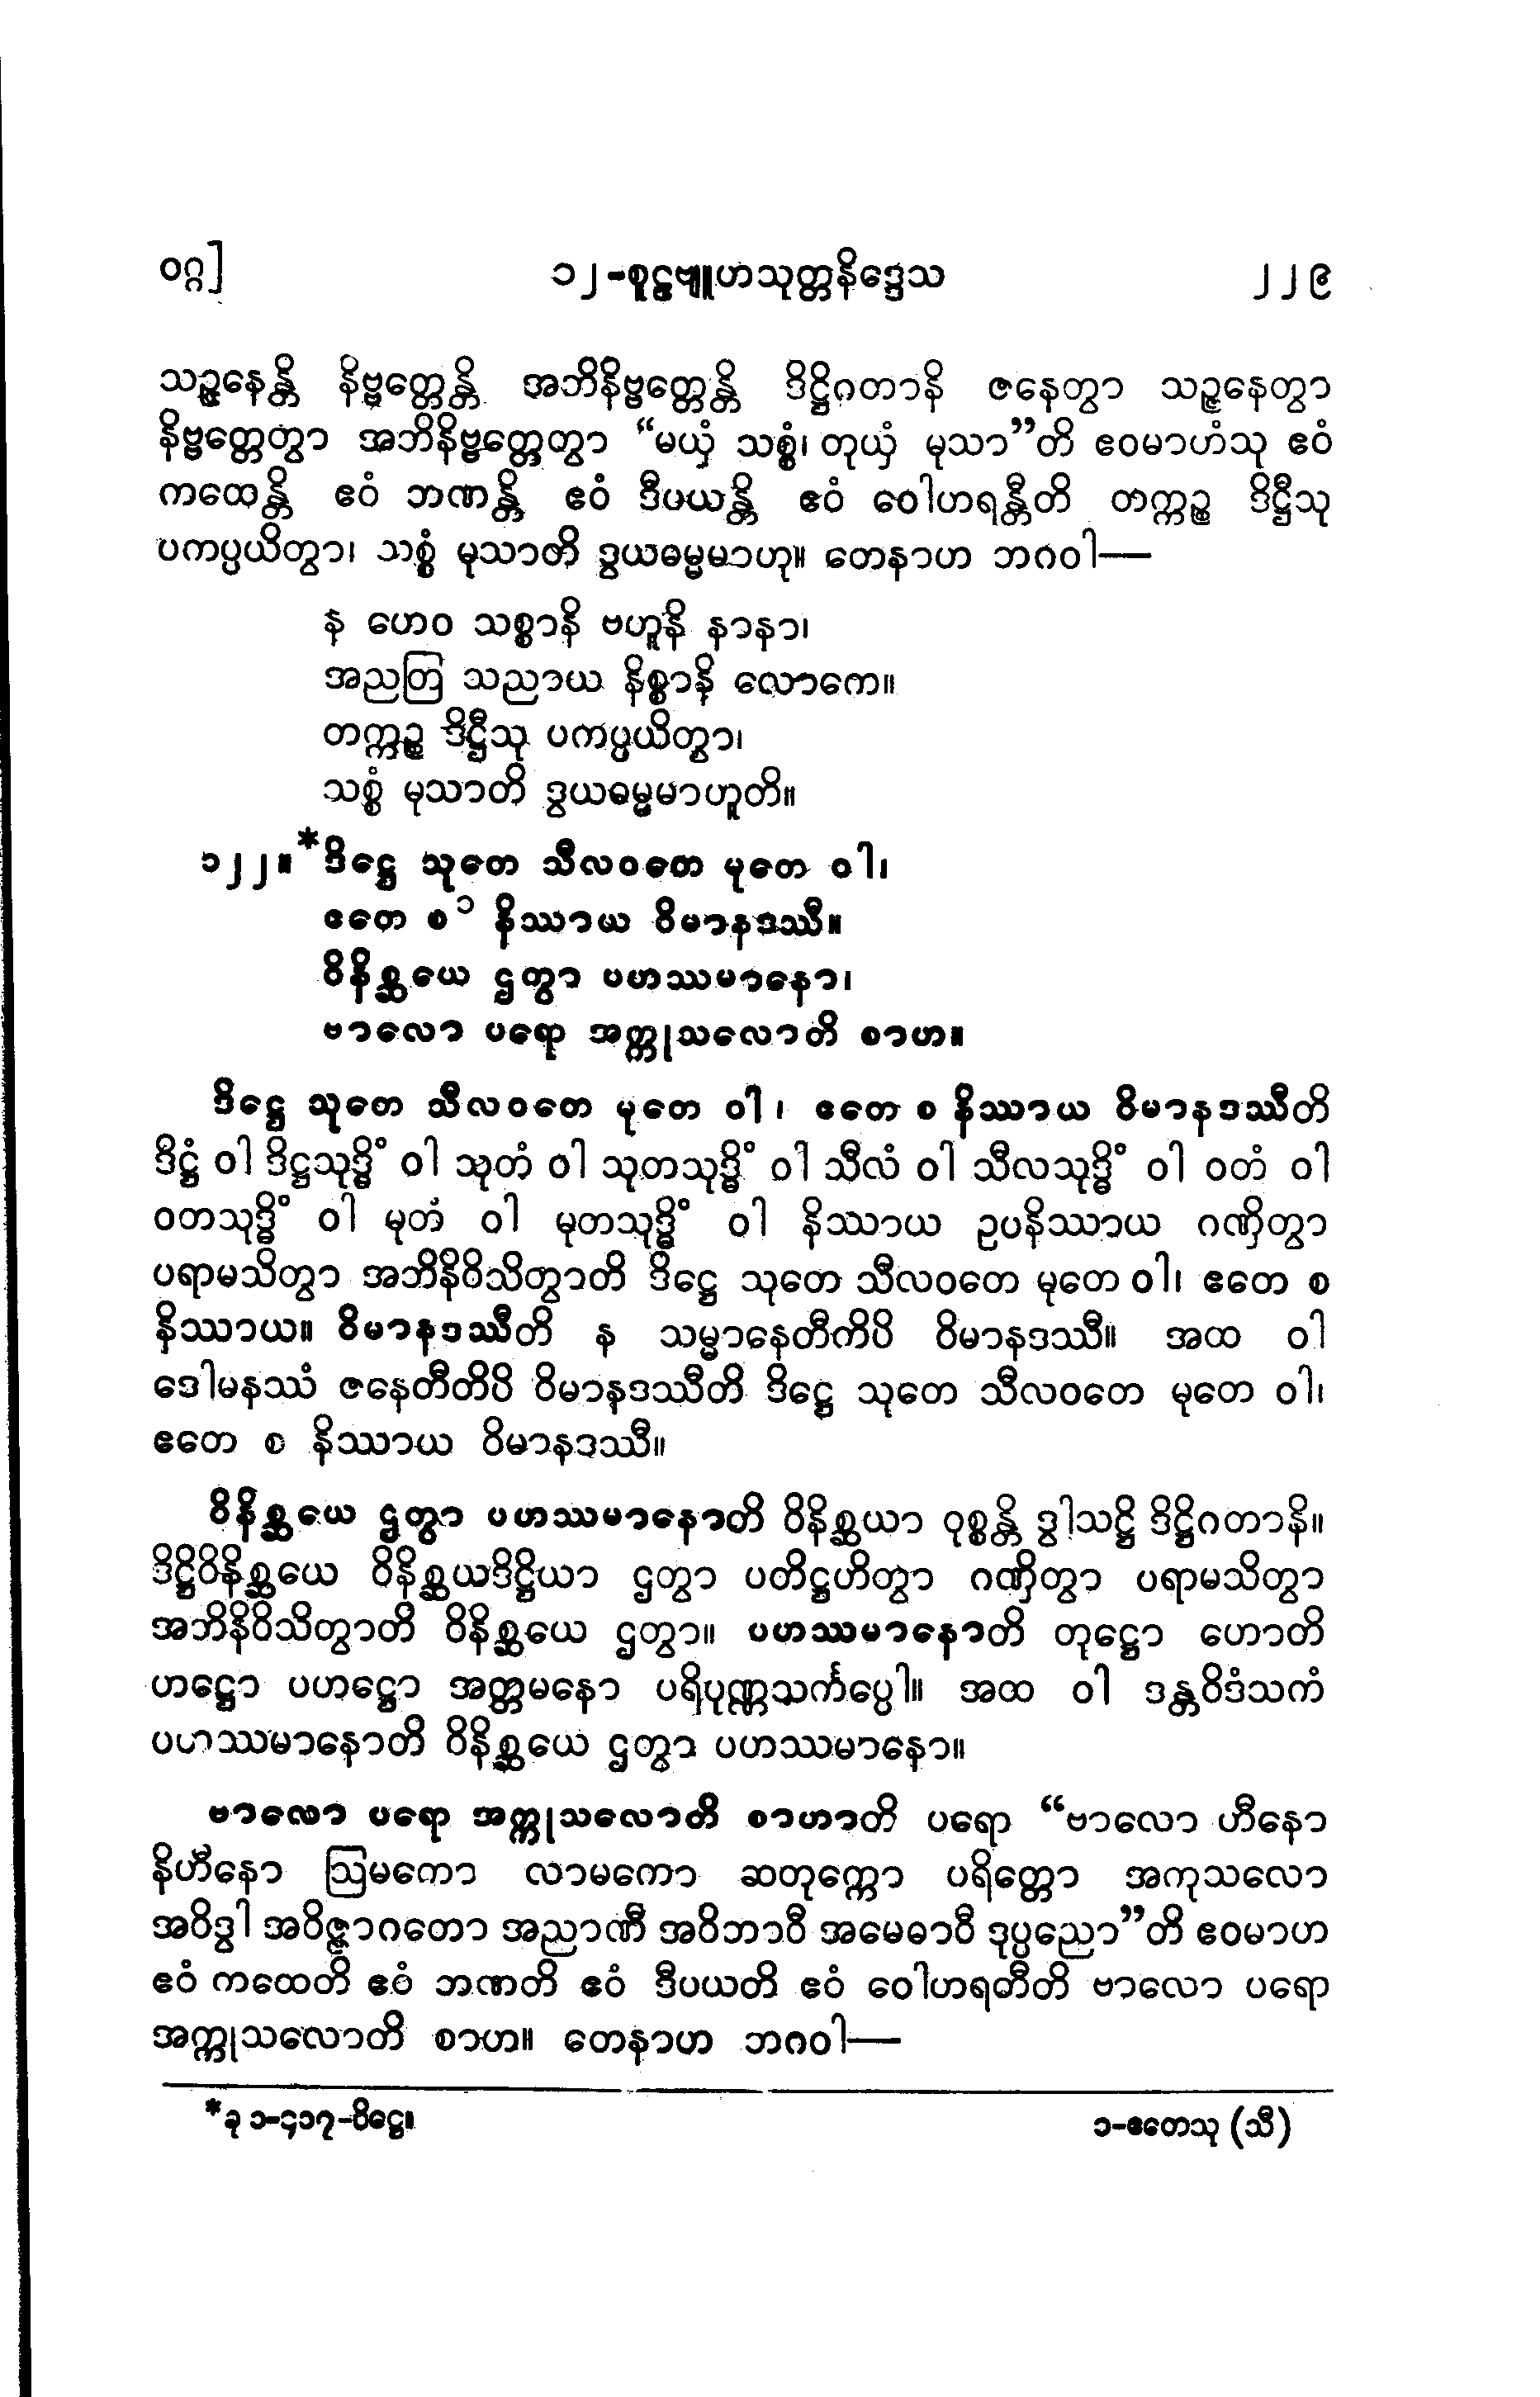 ဝဂ္ဂ]
၁၂-စူဠဗျူဟသုတ္တနိဒ္ဒေသ
၂၂၉
သဉ္ဇနေန္တိ နိဗ္ဗတ္တေန္တိ အဘိနိဗ္ဗတ္တေန္တိ ဒိဋ္ဌိဂတာနိ ဇနေတွာ သဉ္ဇနေတွာ
နိဗ္ဗတ္တေတွာ အဘိနိဗ္ဗတ္တေတွာ “မယှံ သစ္စံ၊ တုယှံ မုသာ”တိ ဧဝမာဟံသု ဧဝံ
ကထေန္တိ ဧဝံ ဘဏန္တိ ဧဝံ ဒီပယန္တိ ဧဝံ ဝေါဟရန္တီတိ တက္ကဉ္စ ဒိဋ္ဌီသု
ပကပ္ပယိတွာ၊ သစ္စံ မုသာတိ ဒွယဓမ္မမာဟု။ တေနာဟ ဘဂဝါ—
န ဟေဝ သစ္စာနိ ဗဟူနိ နာနာ၊
အညတြ သညာယ နိစ္စာနိ လောကေ။
တက္ကဉ္စ ဒိဋ္ဌီသု ပကပ္ပယိတွာ၊
သစ္စံ မုသာတိ ဒွယဓမ္မမာဟူတိ။
၁၂၂။ *ဒိဋ္ဌေ သုတေ သီလဝတေ မုတေ ဝါ၊
ဧတေ စ ၁ နိဿာယ ဝိမာနဒဿီ။
ဝိနိစ္ဆယေ ဌတွာ ပဟဿမာနော၊
ဗာလော ပရော အက္ကုသလောတိ စာဟ။
ဒိဋ္ဌေ သုတေ သီလဝတေ မုတေ ဝါ၊ ဧတေ စ နိဿာယ ဝိမာနဒဿီတိ
ဒိဋ္ဌံ ဝါ ဒိဋ္ဌသုဒ္ဓိံ ဝါ သုတံ ဝါ သုတသုဒ္ဓိံ ဝါ သီလံ ဝါ သီလသုဒ္ဓိံ ဝါ ဝတံ ဝါ
ဝတသုဒ္ဓိံ ဝါ မုတံ ဝါ မုတသုဒ္ဓိံ ဝါ နိဿာယ ဥပနိဿာယ ဂဏှိတွာ
ပရာမသိတွာ အဘိနိဝိသိတွာတိ ဒိဋ္ဌေ သုတေ သီလဝတေ မုတေ ဝါ၊ ဧတေ စ
နိဿာယ။ ဝိမာနဒဿီတိ န သမ္မာနေတီကိပိ ဝိမာနဒဿီ။ အထ ဝါ
ဒေါမနဿံ ဇနေတီတိပိ ဝိမာနဒဿီတိ ဒိဋ္ဌေ သုတေ သီလဝတေ မုတေ ဝါ၊
ဧတေ စ နိဿာယ ဝိမာနဒဿီ။
ဝိနိစ္ဆယေ ဌတွာ ပဟဿမာနောတိ ဝိနိစ္ဆယာ ဝုစ္စန္တိ ဒွါသဋ္ဌိ ဒိဋ္ဌိဂတာနိ။
ဒိဋ္ဌိဝိနိစ္ဆယေ ဝိနိစ္ဆယဒိဋ္ဌိယာ ဌတွာ ပတိဋ္ဌဟိတွာ ဂဏှိတွာ ပရာမသိတွာ
အဘိနိဝိသိတွာတိ ဝိနိစ္ဆယေ ဌတွာ။ ပဟဿမာနောတိ တုဋ္ဌော ဟောတိ
ဟဋ္ဌော ပဟဋ္ဌော အတ္တမနော ပရိပုဏ္ဏသင်္ကပ္ပေါ။ အထ ဝါ ဒန္တဝိဒံသကံ
ပဟဿမာနောတိ ဝိနိစ္ဆယေ ဌတွာ ပဟဿမာနော။
ဗာလော ပရော အက္ကုသလောတိ စာဟာတိ ပရော “ဗာလော ဟီနော
နိဟီနော ဩမကော လာမကော ဆတုက္ကော ပရိတ္တော အကုသလော
အဝိဒွါ အဝိဇ္ဇာဂတော အညာဏီ အဝိဘာဝီ အမေဓာဝီ ဒုပ္ပညော”တိ ဧဝမာဟ
ဧဝံ ကထေတိ ဧဝံ ဘဏတိ ဧဝံ ဒီပယတိ ဧဝံ ဝေါဟရတီတိ ဗာလော ပရော
အက္ကုသလောတိ စာဟ။ တေနာဟ ဘဂဝါ—
*ခု ၁-၄၁၇-ပိဋ္ဌေ။
၁-ဧတေသု (သီ)